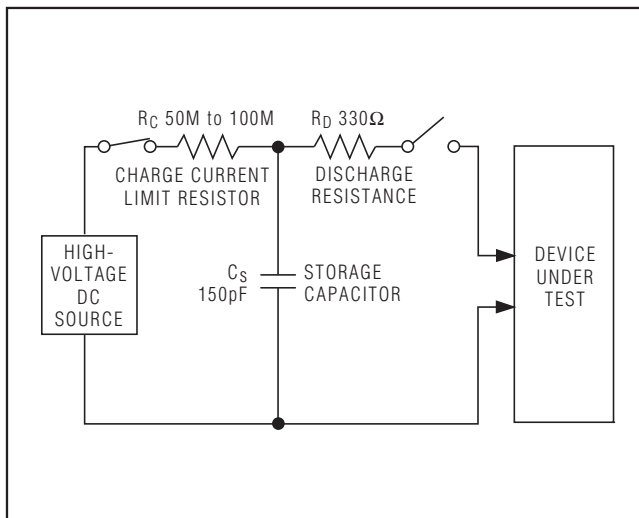 RC 50M to 100M
CHARGE CURRENT
LIMIT RESISTOR
RD 330Ω
DISCHARGE
RESISTANCE
HIGH-
VOLTAGE
DC
SOURCE
CS
150pF
STORAGE
CAPACITOR
DEVICE
UNDER
TEST